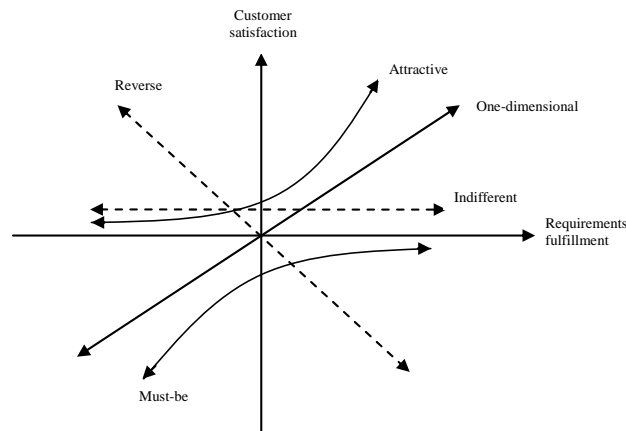 Customer
satisfaction
Attractive
Reverse
One-dimensional
Indifferent
Requirements
fulfillment
Must-be